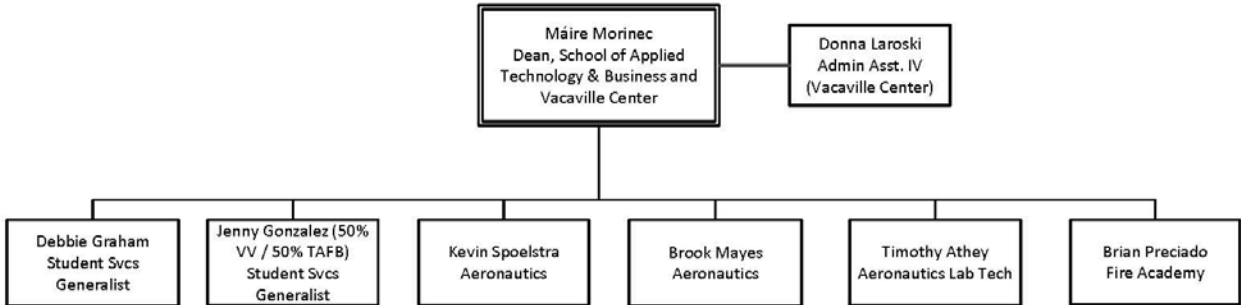 Máire Morinec
Dean, School of Applied
Technology & Business and
Vacaville Center
Donna Laroski
Admin Asst. IV
(Vacaville Center)
Debbie Graham
Student Svcs
Generalist
Jenny Gonzalez (50%
VV / 50% TAFB)
Student Svcs
Generalist
Kevin Spoelstra
Aeronautics
Brook Mayes
Aeronautics
Timothy Athey
Aeronautics Lab Tech
Brian Preciado
Fire Academy